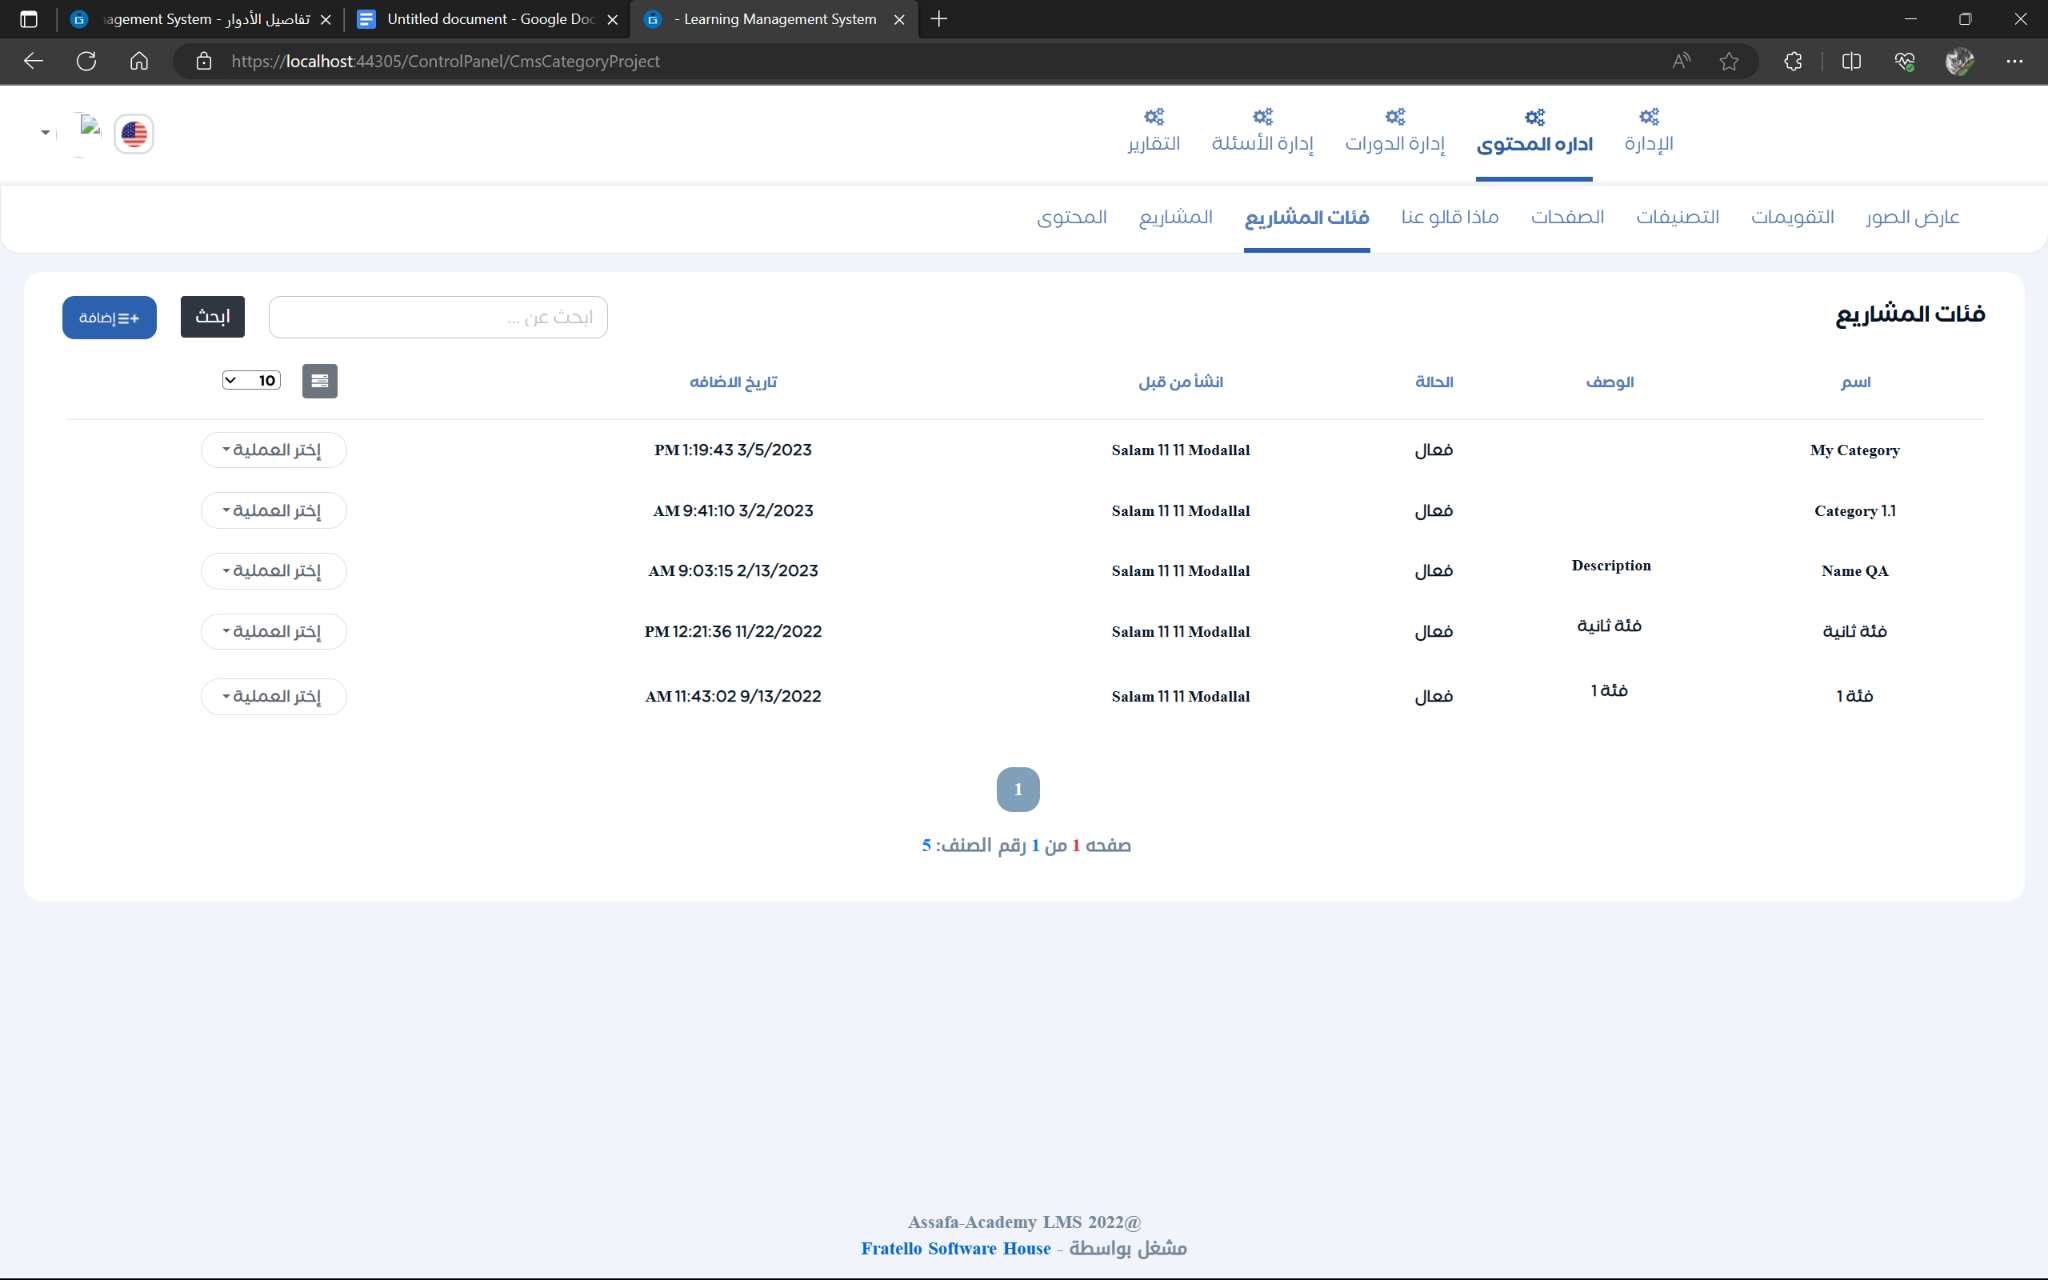 agement System - تفاصيل الأدوار
Untitled document - Google Doc
- Learning Management System
https://localhost:44305/ControlPanel/CmsCategoryProject
الإدارة
اداره المحتوى
إدارة الدورات
إدارة الأسئلة
التقارير
عارض الصور
التقويمات
التصنيفات
الصفحات
ماذا قالو عنا
فئات المشاريع
المشاريع
المحتوى
فئات المشاريع
ابحث عن ...
ابحث
إضافة
اسم الوصف الحالة انشأ من قبل تاريخ الاضافه 10
My Category فعال Salam 11 11 Modallal PM 1:19:43 3/5/2023 إختر العملية
Category 1.1 فعال Salam 11 11 Modallal AM 9:41:10 3/2/2023 إختر العملية
Name QA Description فعال Salam 11 11 Modallal AM 9:03:15 2/13/2023 إختر العملية
فئة ثانية فئة ثانية فعال Salam 11 11 Modallal PM 12:21:36 11/22/2022 إختر العملية
فئة 1 فئة 1 فعال Salam 11 11 Modallal AM 11:43:02 9/13/2022 إختر العملية
1
صفحه 1 من 1 رقم الصنف: 5
Assafa-Academy LMS 2022@
مشغل بواسطة - Fratello Software House